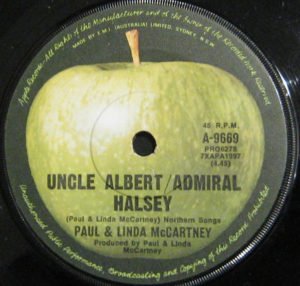 Apple Records · All Rights of the Manufacturer and of the Owner of the Recorded Work Reserved
MADE BY E.M.I. (AUSTRALIA) LIMITED, SYDNEY, N.S.W.
45 R.P.M.
A-9669
PRO6278
7XAPA1997
(4.45)
UNCLE ALBERT/ADMIRAL
HALSEY
(Paul & Linda McCartney) Northern Songs
PAUL & LINDA McCARTNEY
Produced by Paul & Linda
McCartney
Unauthorised Public Performance, Broadcasting and Copying of this Record Prohibited